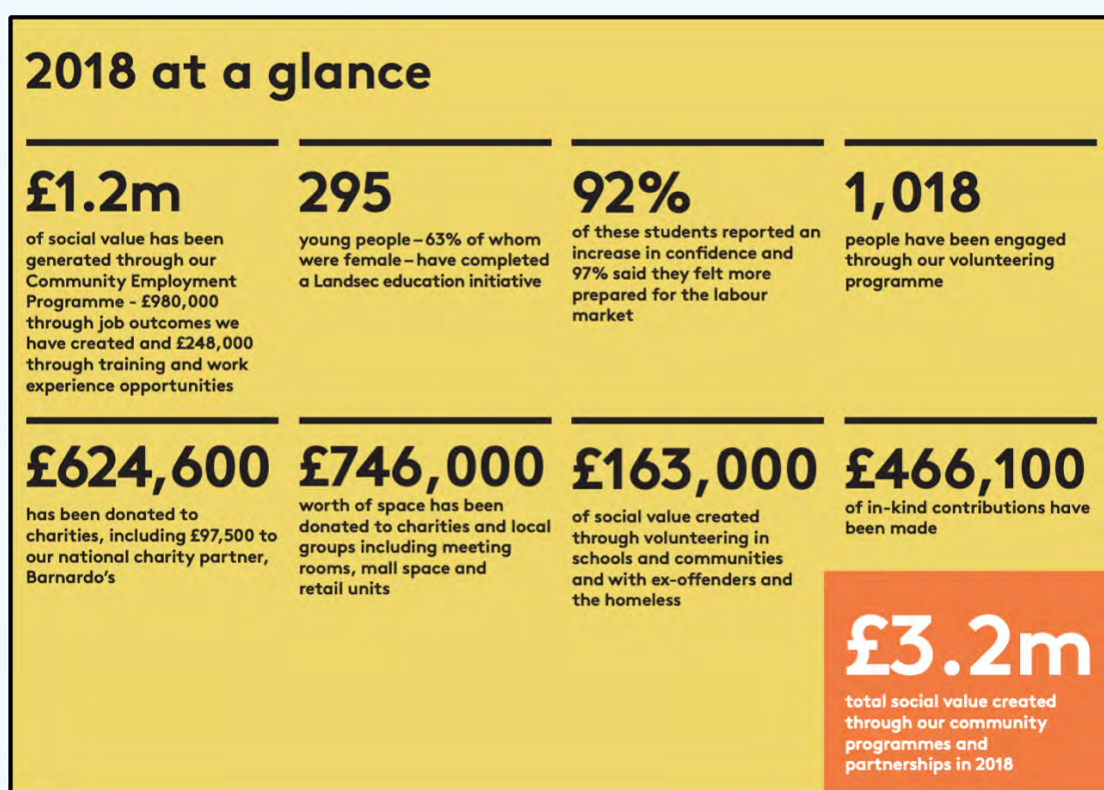 2018 at a glance
£1.2m
of social value has been
generated through our
Community Employment
Programme - £980,000
through job outcomes we
have created and £248,000
through training and work
experience opportunities
295
young people – 63% of whom
were female – have completed
a Landsec education initiative
92%
of these students reported an
increase in confidence and
97% said they felt more
prepared for the labour
market
1,018
people have been engaged
through our volunteering
programme
£624,600
has been donated to
charities, including £97,500 to
our national charity partner,
Barnardo’s
£746,000
worth of space has been
donated to charities and local
groups including meeting
rooms, mall space and
retail units
£163,000
of social value created
through volunteering in
schools and communities
and with ex-offenders and
the homeless
£466,100
of in-kind contributions have
been made
£3.2m
total social value created
through our community
programmes and
partnerships in 2018